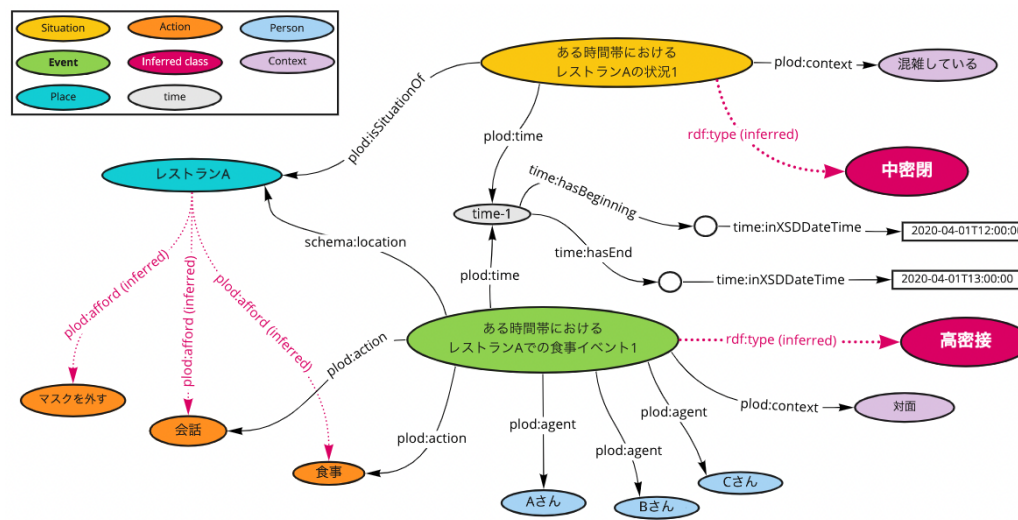 Situation
Action
Person
Event
Inferred class
Context
Place
time
ある時間帯における
レストランAの状況1
plod:context
混雑している
plod:isSituationOf
plod:time
rdf:type (inferred)
中密閉
レストランA
time:hasBeginning
time-1
time:inXSDDateTime
2020-04-01T12:00:00
schema:location
time:hasEnd
plod:time
time:inXSDDateTime
2020-04-01T13:00:00
plod:afford (inferred)
plod:afford (inferred)
plod:afford (inferred)
ある時間帯における
レストランAでの食事イベント1
rdf:type (inferred)
高密接
plod:action
マスクを外す
会話
plod:action
食事
plod:agent
plod:agent
plod:agent
plod:context
対面
Aさん
Bさん
Cさん